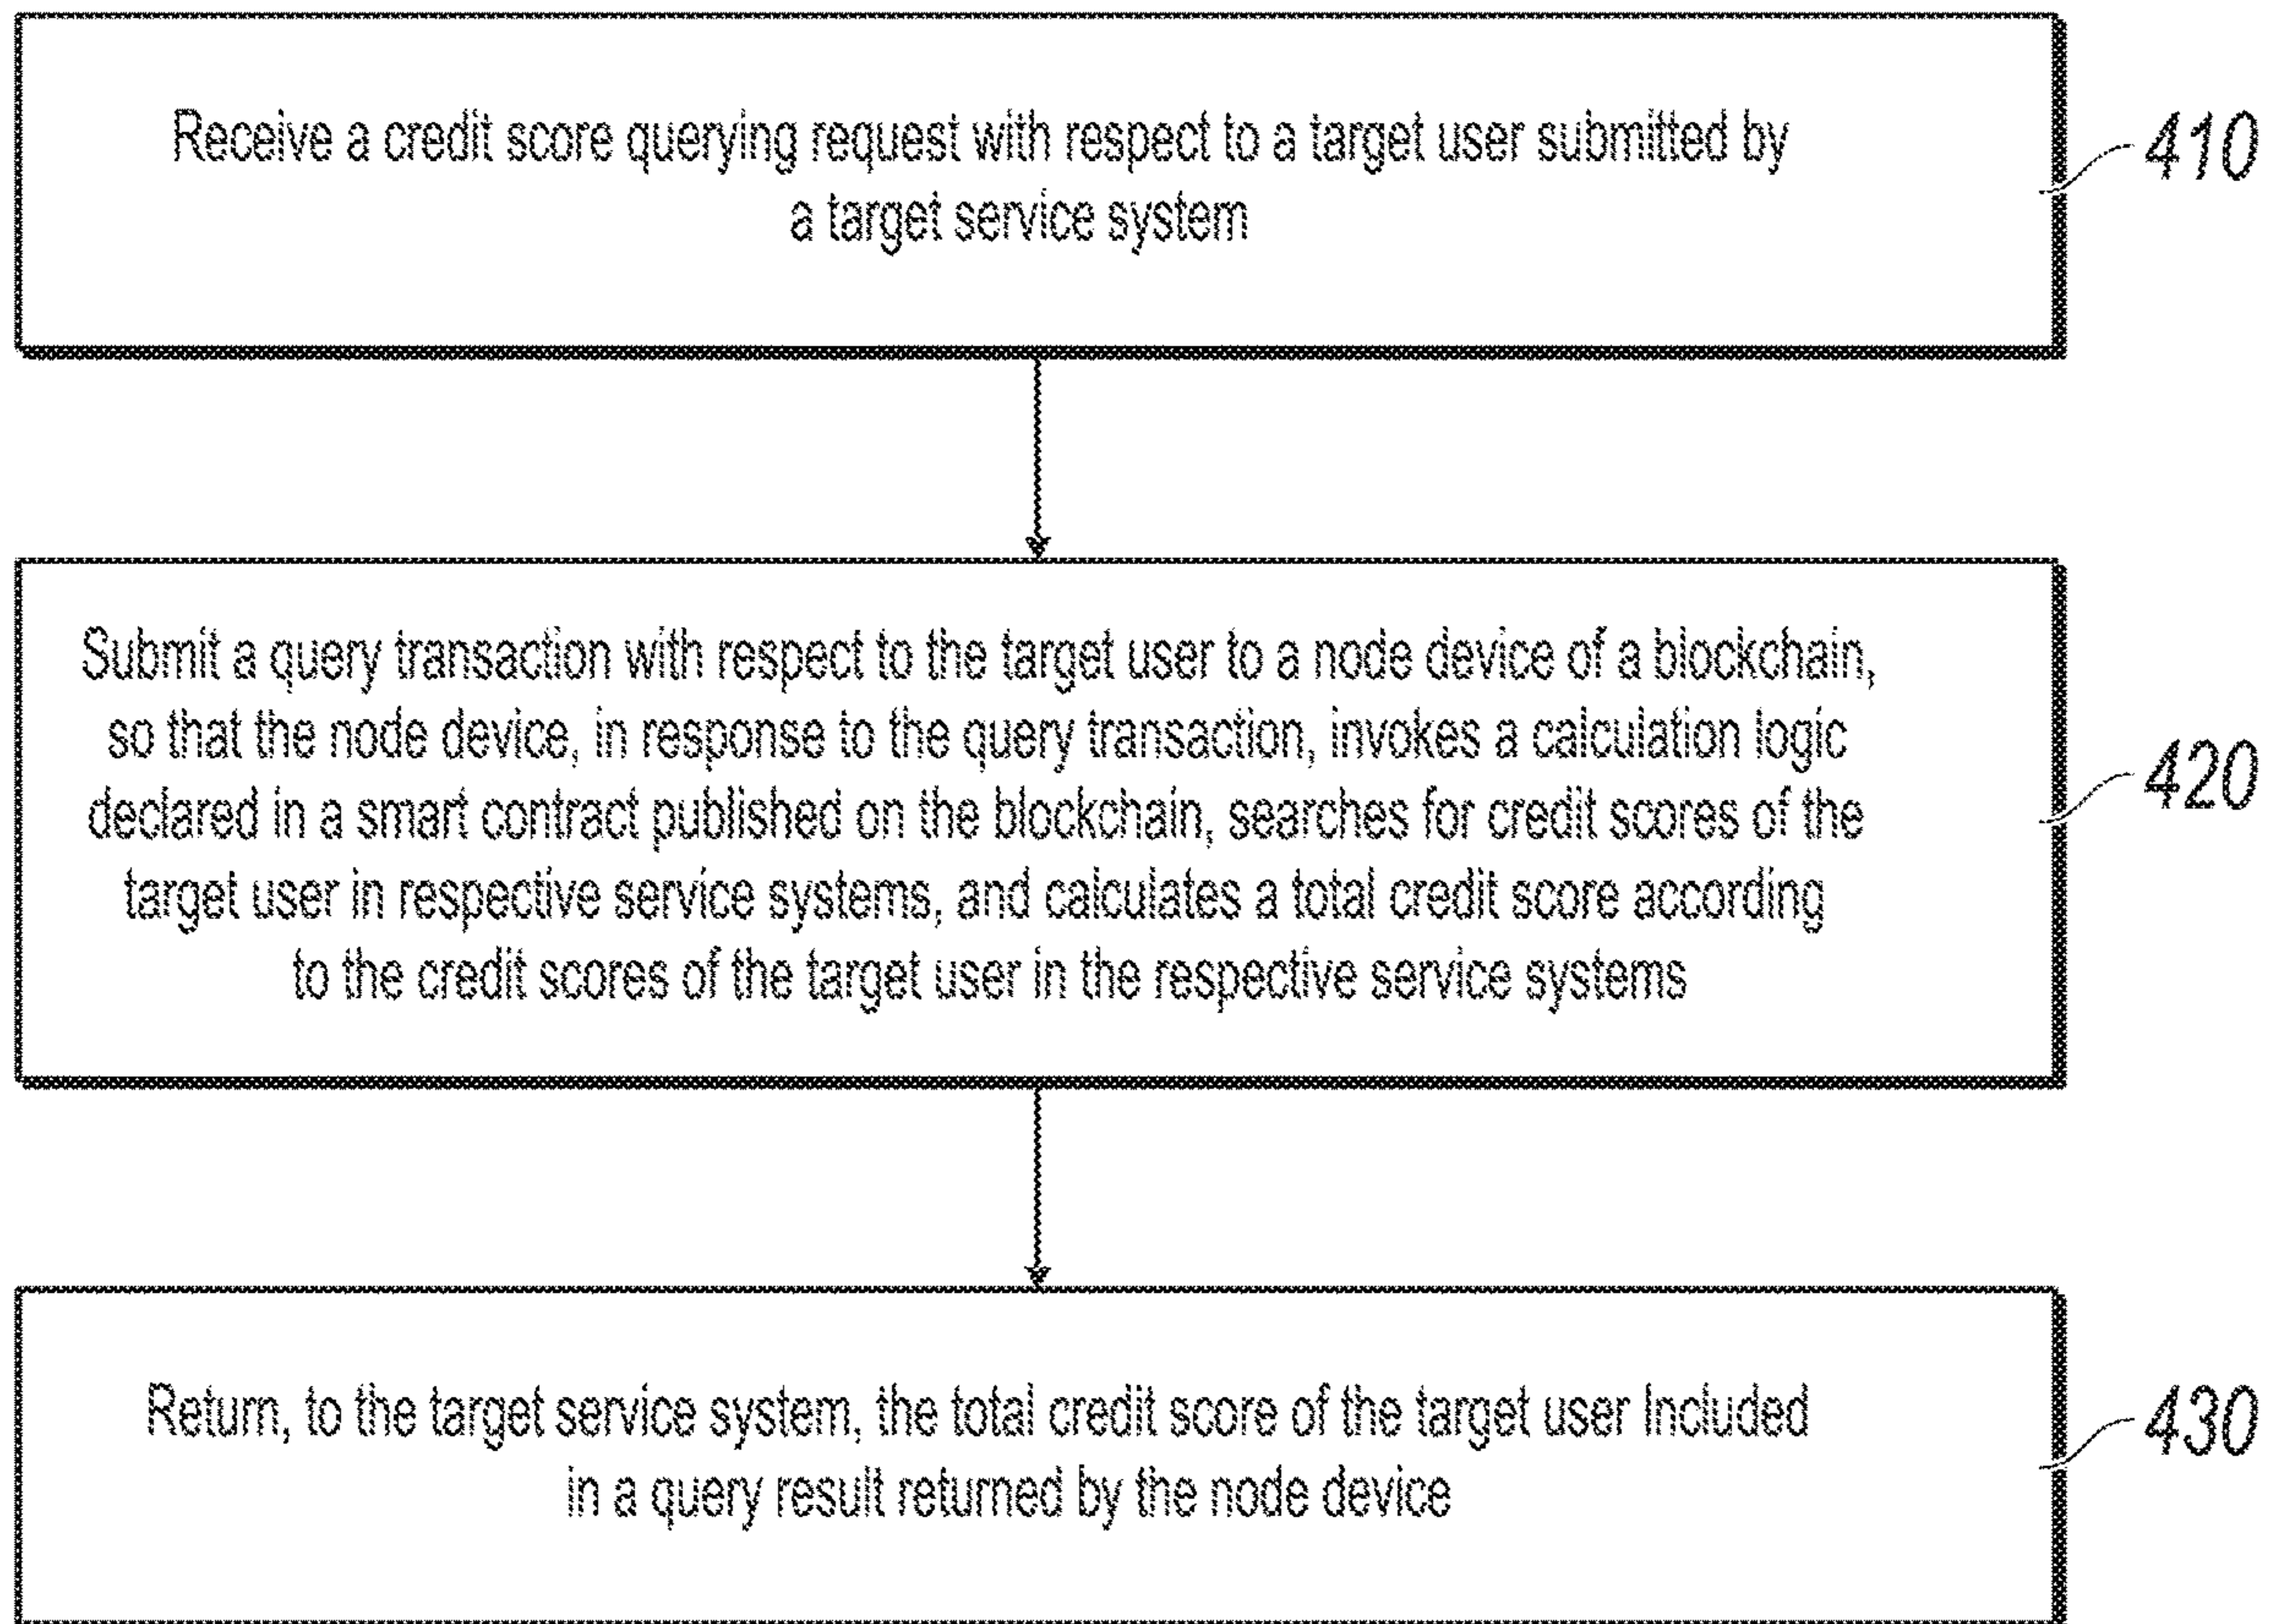 Receive a credit score querying request with respect to a target user submitted by
a target service system
410
Submit a query transaction with respect to the target user to a node device of a blockchain,
so that the node device, in response to the query transaction, invokes a calculation logic
declared in a smart contract published on the blockchain, searches for credit scores of the
target user in respective service systems, and calculates a total credit score according
to the credit scores of the target user in the respective service systems
420
Return, to the target service system, the total credit score of the target user Included
in a query result returned by the node device
430